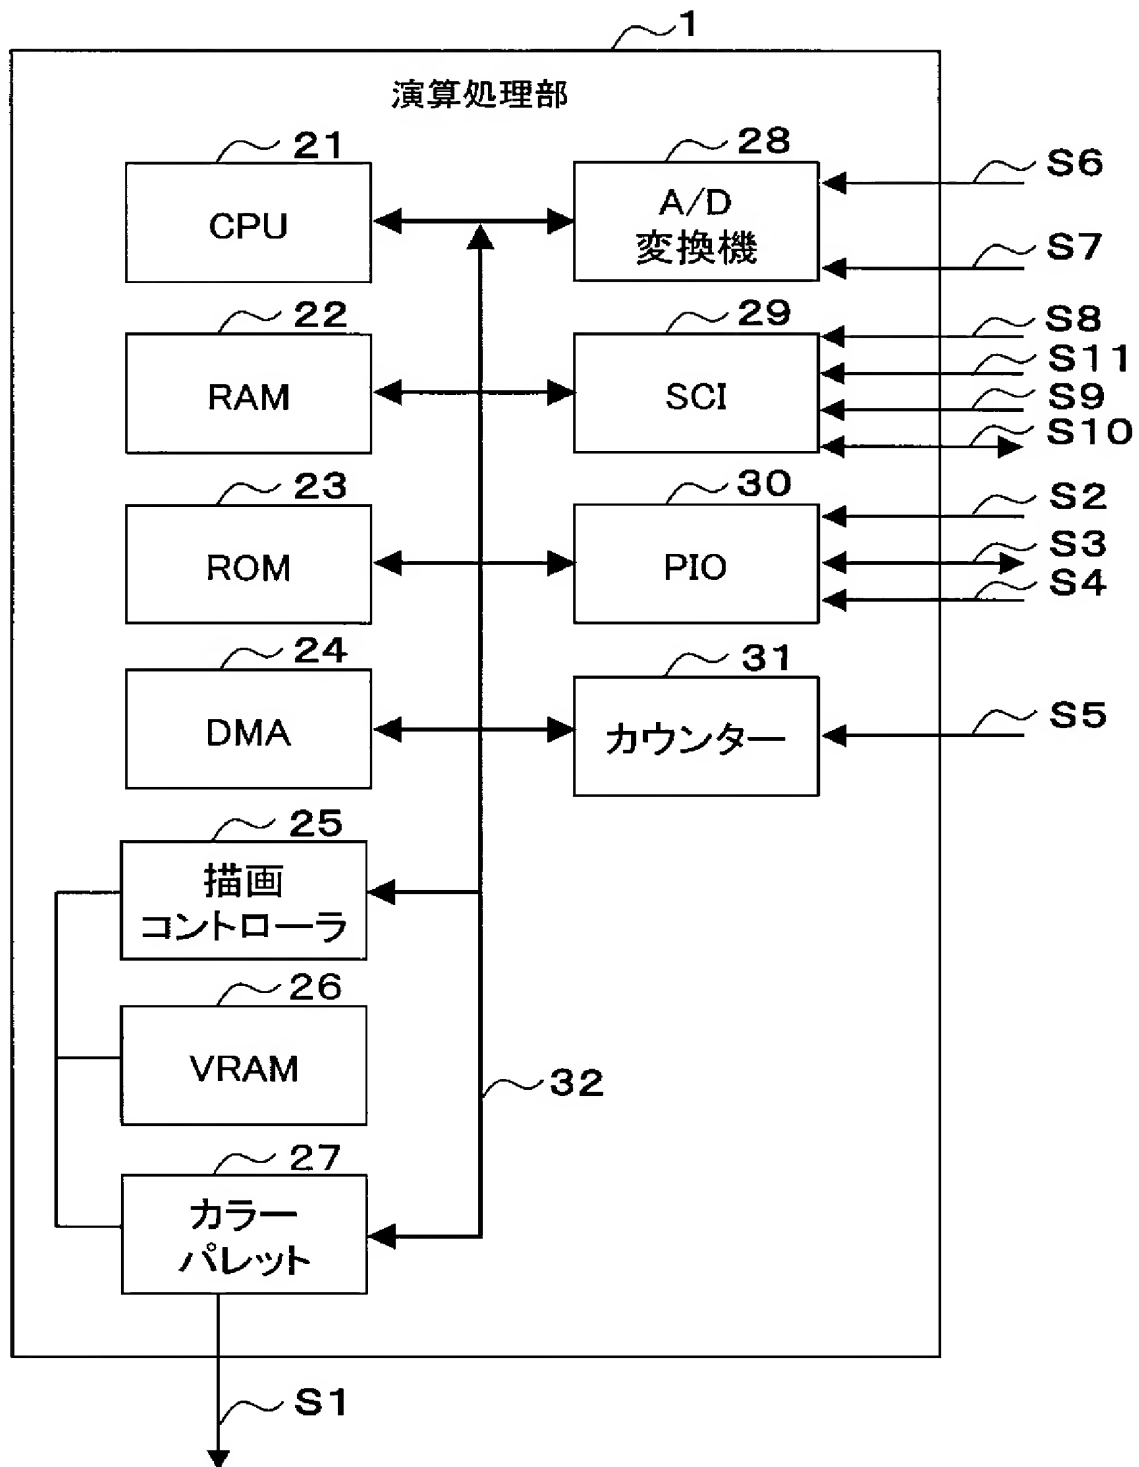 1
演算処理部
21
CPU
28
A/D
変換機
S6
S7
22
RAM
29
SCI
S8
S11
S9
S10
23
ROM
30
PIO
S2
S3
S4
24
DMA
31
カウンター
S5
25
描画
コントローラ
26
VRAM
32
27
カラー
パレット
S1